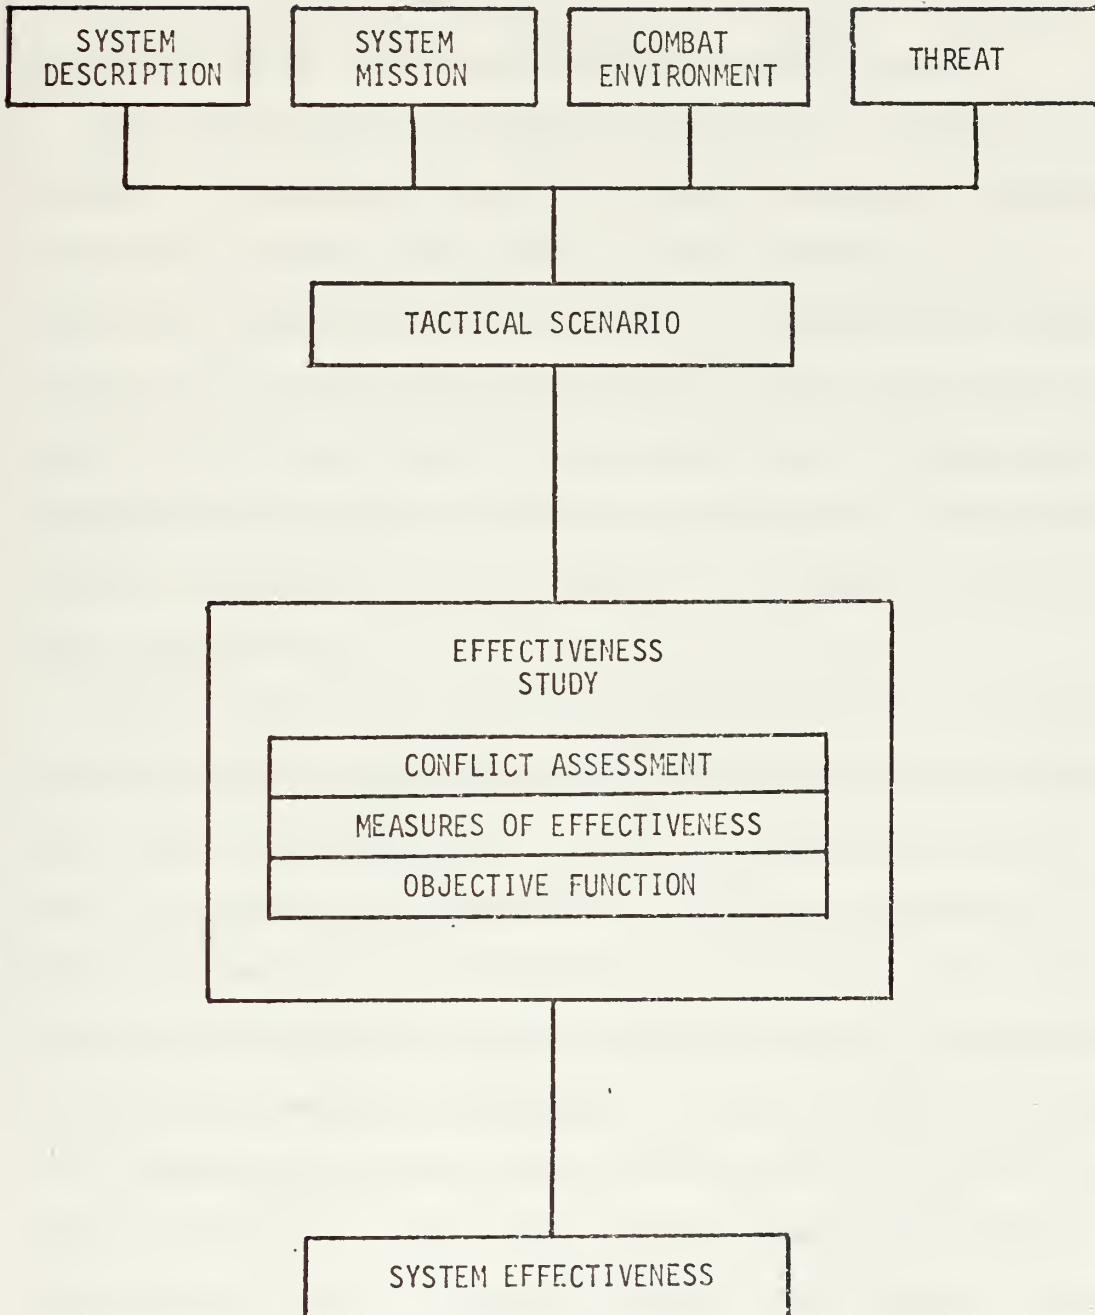 SYSTEM
DESCRIPTION
SYSTEM
MISSION
COMBAT
ENVIRONMENT
THREAT
TACTICAL SCENARIO
EFFECTIVENESS
STUDY
CONFLICT ASSESSMENT
MEASURES OF EFFECTIVENESS
OBJECTIVE FUNCTION
SYSTEM EFFECTIVENESS